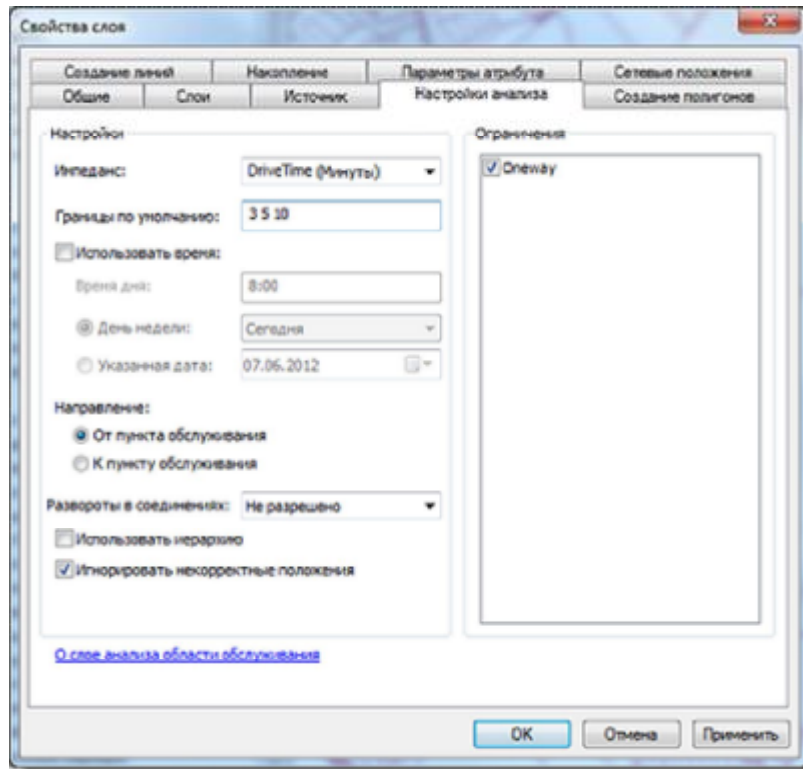 Свойства слоя
Создание линий Накопление Параметры атрибута Сетевые положения
Общие Слои Источник Настройки анализа Создание полигонов
Настройки
Импеданс: DriveTime (Минуты)
Границы по умолчанию: 3 5 10
Использовать время:
Время дня: 8:00
День недели: Сегодня
Указанная дата: 07.06.2012
Направление:
От пункта обслуживания
К пункту обслуживания
Развороты в соединениях: Не разрешено
Использовать иерархию
Игнорировать некорректные положения
О слое анализа области обслуживания
Ограничения
Oneway
OK Отмена Применить